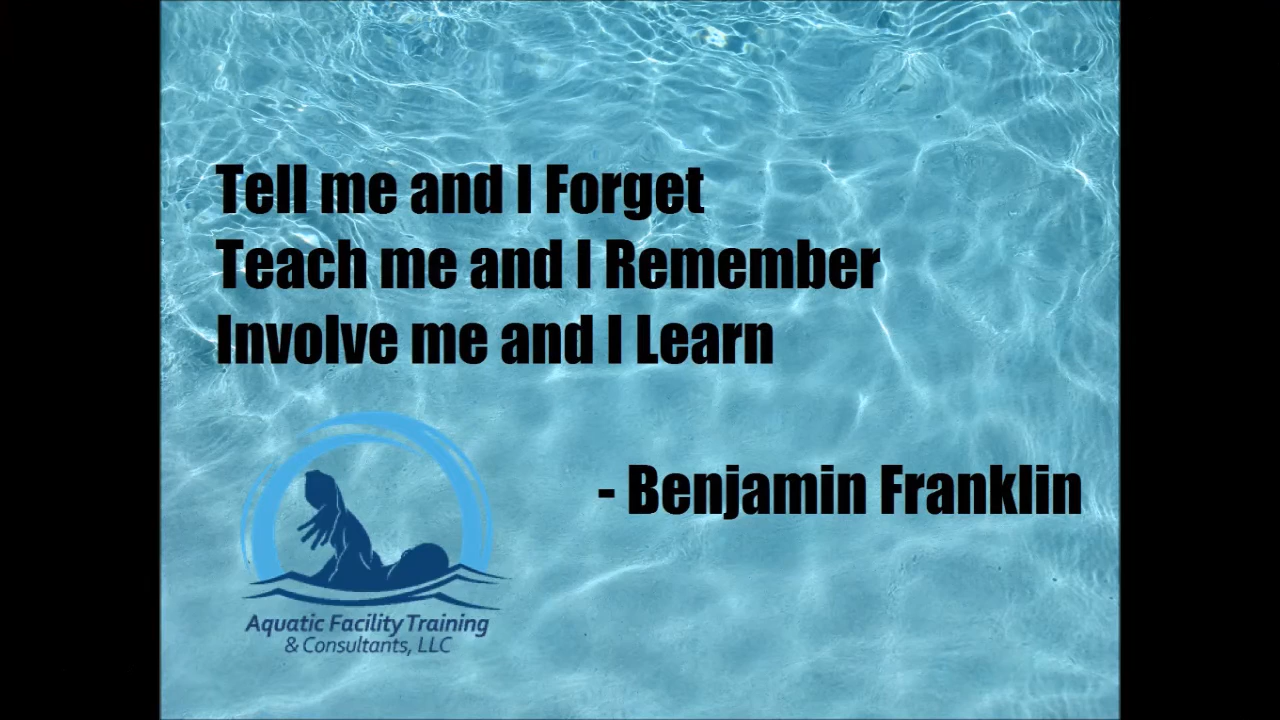 Tell me and I Forget
Teach me and I Remember
Involve me and I Learn
- Benjamin Franklin
Aquatic Facility Training
& Consultants, LLC